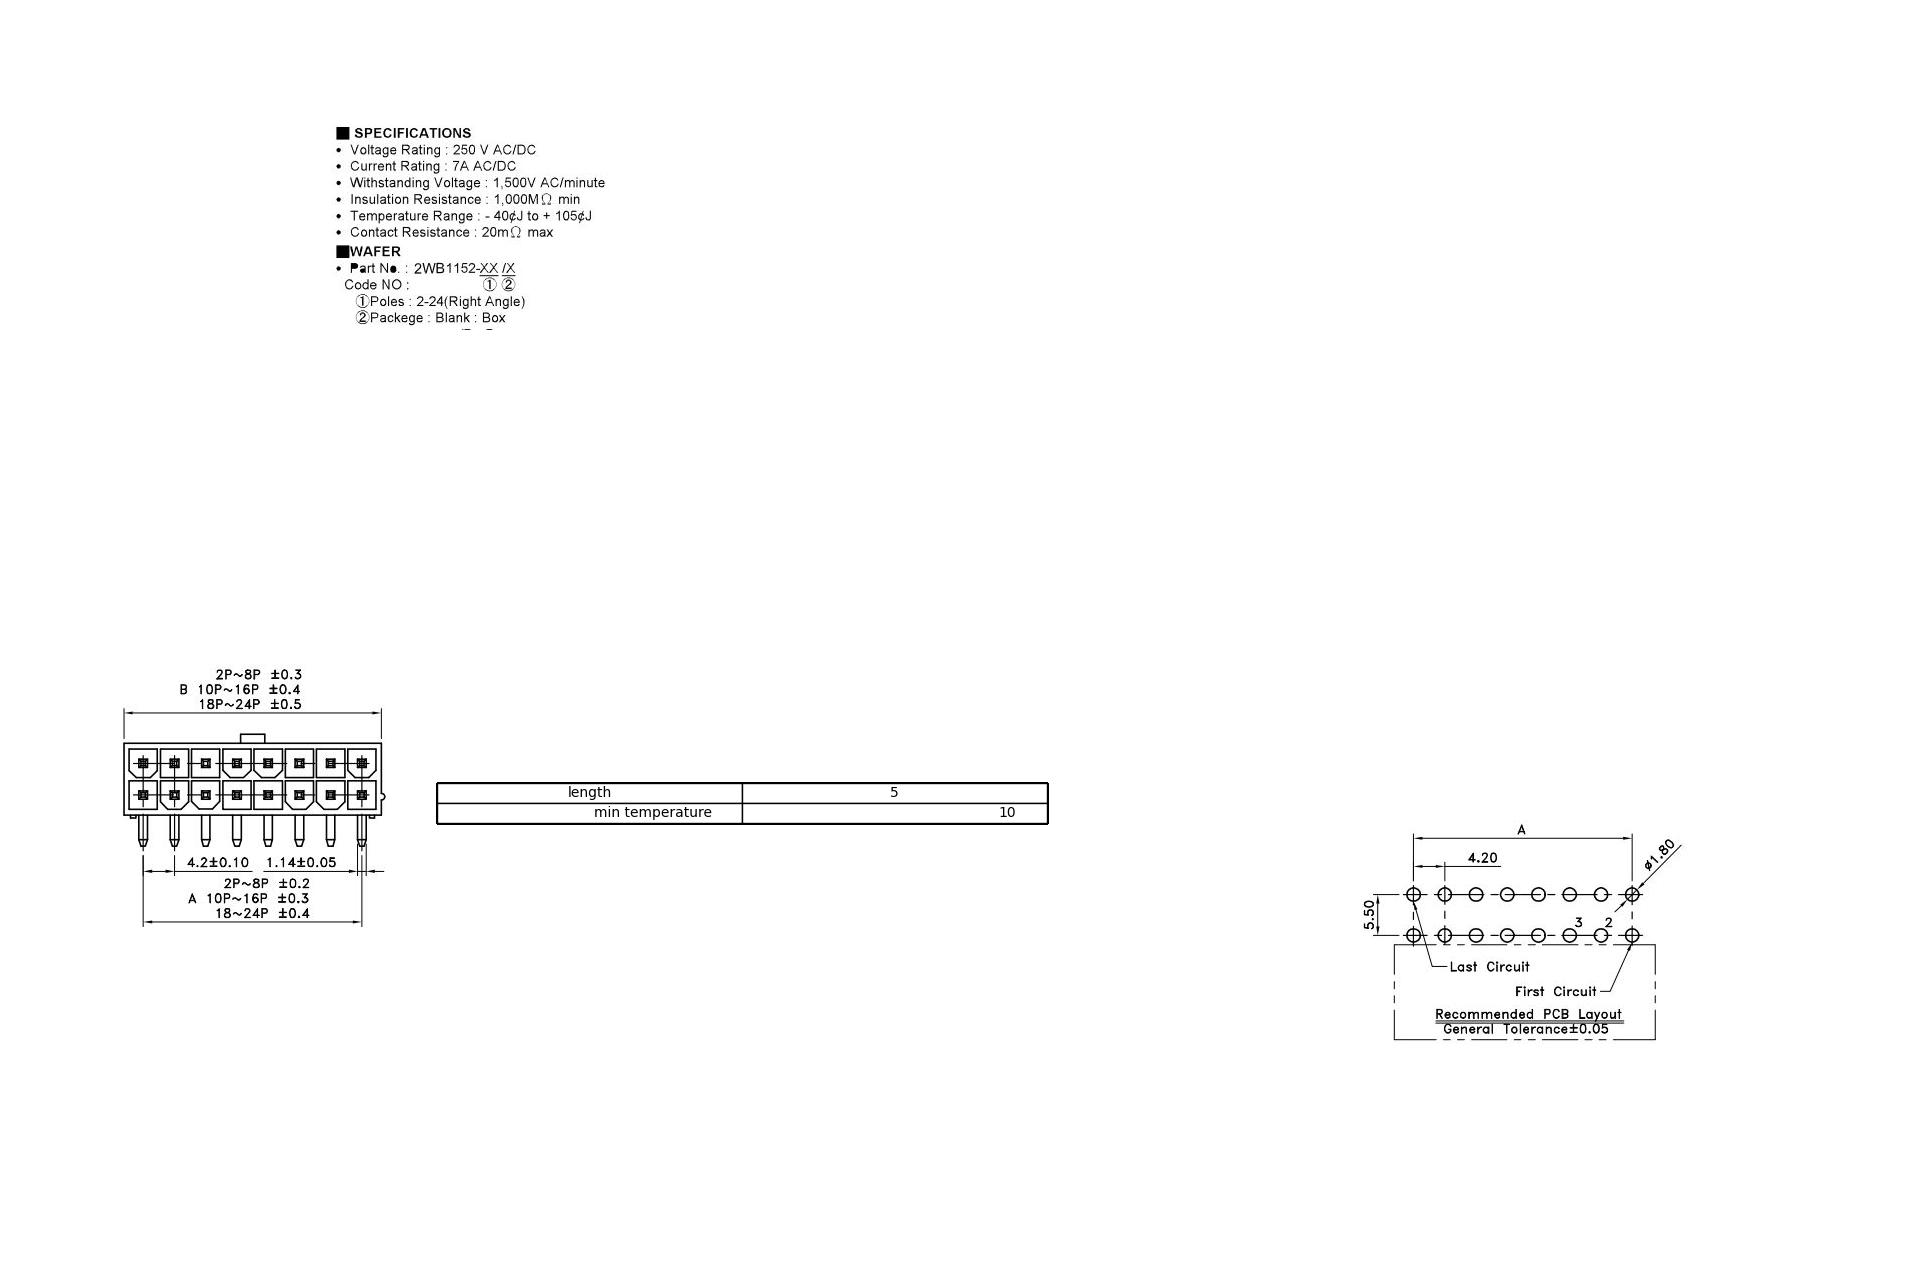 ■ SPECIFICATIONS
• Voltage Rating : 250 V AC/DC
• Current Rating : 7A AC/DC
• Withstanding Voltage : 1,500V AC/minute
• Insulation Resistance : 1,000MΩ min
• Temperature Range : - 40¢J to + 105¢J
• Contact Resistance : 20mΩ max
■WAFER
• Part No. : 2WB1152-XX /X
Code NO : ① ②
①Poles : 2-24(Right Angle)
②Packege : Blank : Box
2P~8P ±0.3
B 10P~16P ±0.4
18P~24P ±0.5
4.2±0.10 1.14±0.05
2P~8P ±0.2
A 10P~16P ±0.3
18~24P ±0.4
length 5
min temperature 10
A
4.20
ø1.80
5.50
3 2
Last Circuit
First Circuit
Recommended PCB Layout
General Tolerance±0.05